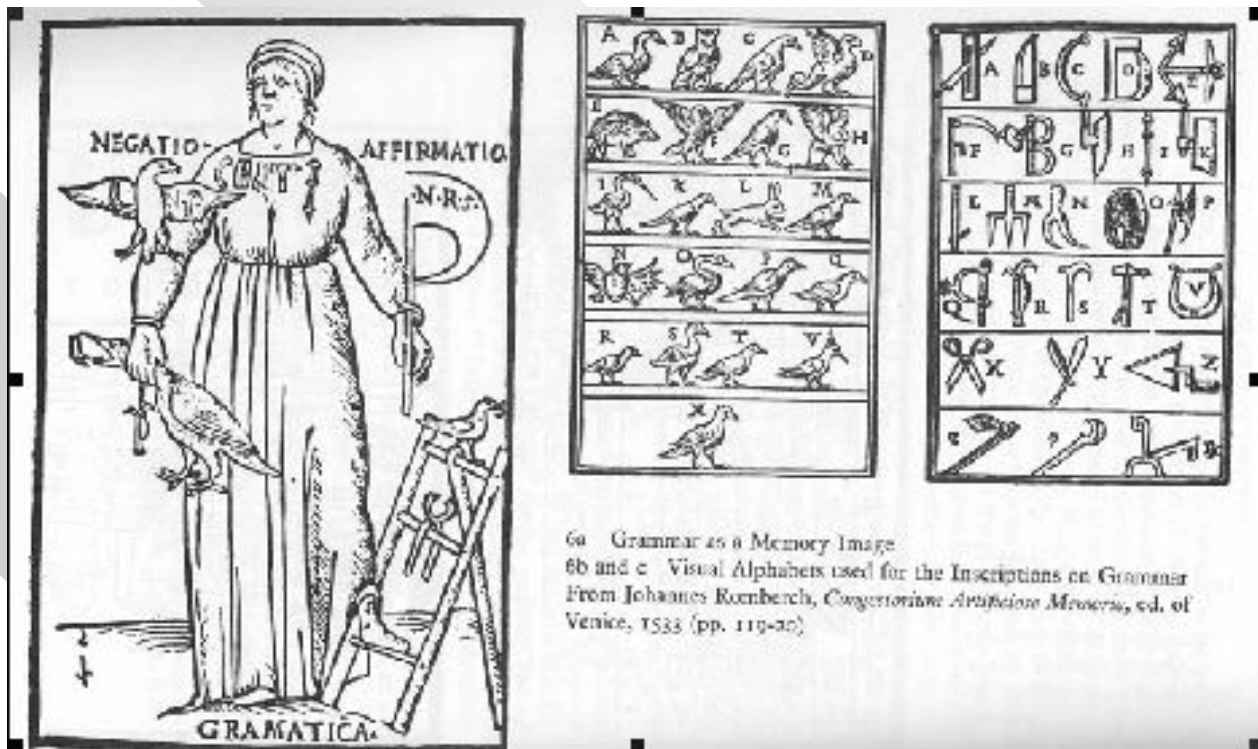 NEGATIO
AFFIRMATIO
·N·R·
GRAMATICA·
A B C D
E F G H
I K L M
N O Q
R S T V
X
A B C D E
F B G H I K
L M N O P
Q R S T V
X Y Z
6a Grammar as a Memory Image
6b and c Visual Alphabets used for the Inscriptions on Grammar
From Johannes Romberch, Congestorium Artificiose Memorie, ed. of
Venice, 1533 (pp. 119-20)